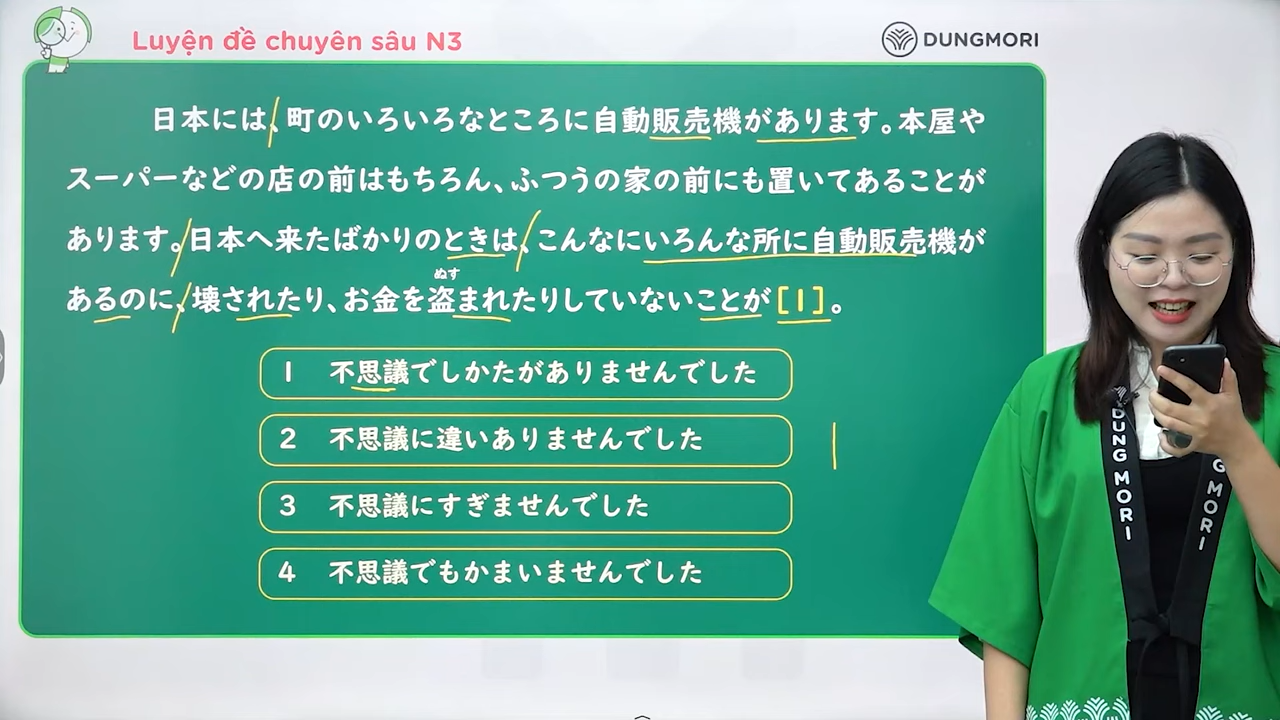 Luyện đề chuyên sâu N3
DUNGMORI
日本には、町のいろいろなところに自動販売機があります。本屋や
スーパーなどの店の前はもちろん、ふつうの家の前にも置いてあることが
あります。日本へ来たばかりのときは、こんなにいろんな所に自動販売機が
ぬす
あるのに、壊されたり、お金を盗まれたりしていないことが[1]。
1 不思議でしかたがありませんでした
2 不思議に違いありませんでした
3 不思議にすぎませんでした
4 不思議でもかまいませんでした
DUNG MORI
G MORI